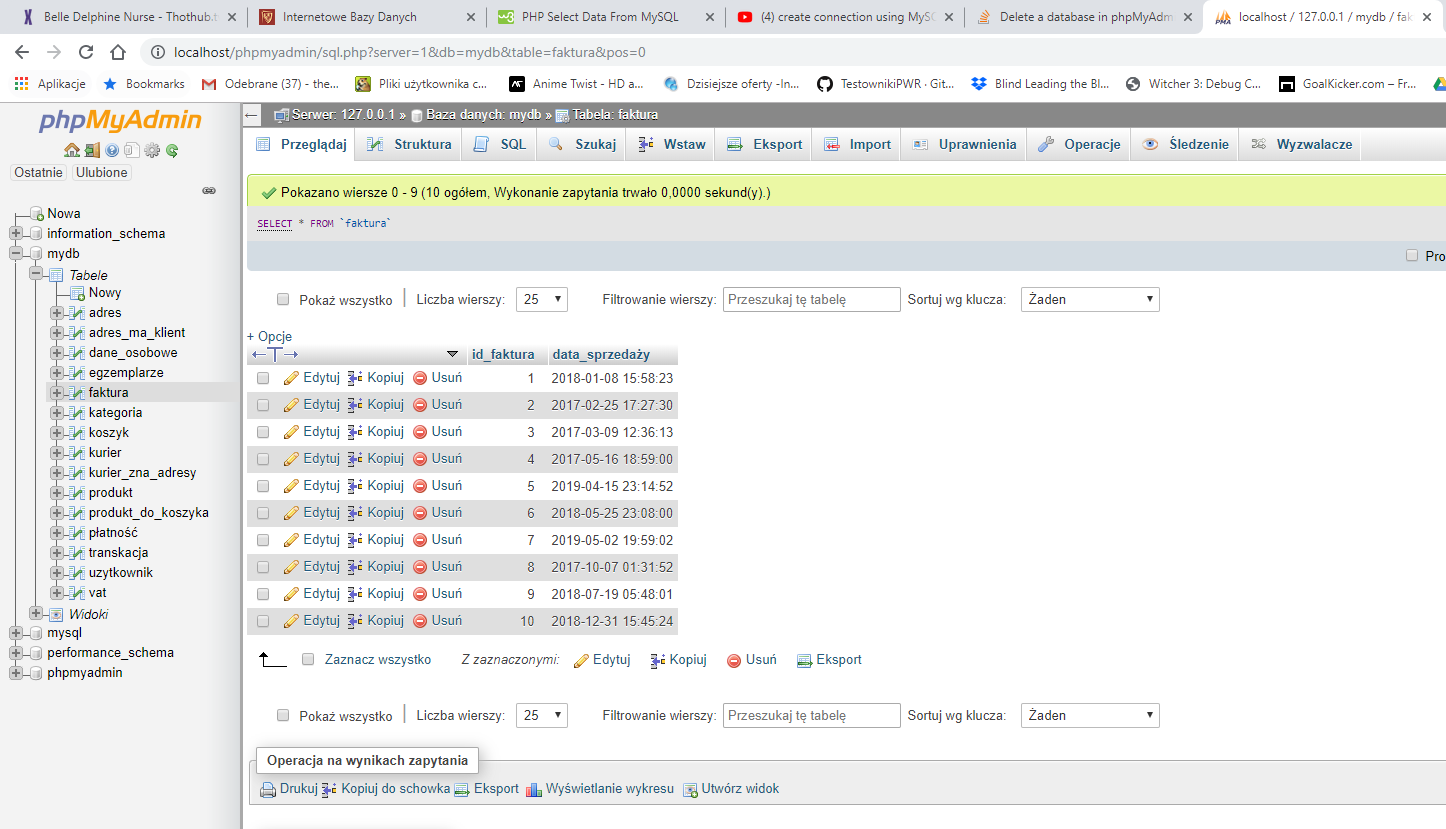 Belle Delphine Nurse - Thothub.t
Internetowe Bazy Danych
PHP Select Data From MySQL
(4) create connection using MySC
Delete a database in phpMyAdm
localhost / 127.0.0.1 / mydb / fak
localhost/phpmyadmin/sql.php?server=1&db=mydb&table=faktura&pos=0
Aplikacje
Bookmarks
Odebrane (37) - the...
Pliki użytkownika c...
Anime Twist - HD a...
Dzisiejsze oferty -In...
TestownikiPWR · Git...
Blind Leading the Bl...
Witcher 3: Debug C...
GoalKicker.com – Fr...
phpMyAdmin
Ostatnie Ulubione
Nowa
information_schema
mydb
Tabele
Nowy
adres
adres_ma_klient
dane_osobowe
egzemplarze
faktura
kategoria
koszyk
kurier
kurier_zna_adresy
produkt
produkt_do_koszyka
płatność
transkacja
uzytkownik
vat
Widoki
mysql
performance_schema
phpmyadmin
Serwer: 127.0.0.1 » Baza danych: mydb » Tabela: faktura
Przeglądaj Struktura SQL Szukaj Wstaw Eksport Import Uprawnienia Operacje Śledzenie Wyzwalacze
Pokazano wiersze 0 - 9 (10 ogółem, Wykonanie zapytania trwało 0,0000 sekund(y).)
SELECT * FROM `faktura`
Pro
Pokaż wszystko Liczba wierszy: 25 Filtrowanie wierszy: Przeszukaj tę tabelę Sortuj wg klucza: Żaden
+ Opcje
←T→ id_faktura data_sprzedaży
Edytuj Kopiuj Usuń 1 2018-01-08 15:58:23
Edytuj Kopiuj Usuń 2 2017-02-25 17:27:30
Edytuj Kopiuj Usuń 3 2017-03-09 12:36:13
Edytuj Kopiuj Usuń 4 2017-05-16 18:59:00
Edytuj Kopiuj Usuń 5 2019-04-15 23:14:52
Edytuj Kopiuj Usuń 6 2018-05-25 23:08:00
Edytuj Kopiuj Usuń 7 2019-05-02 19:59:02
Edytuj Kopiuj Usuń 8 2017-10-07 01:31:52
Edytuj Kopiuj Usuń 9 2018-07-19 05:48:01
Edytuj Kopiuj Usuń 10 2018-12-31 15:45:24
Zaznacz wszystko Z zaznaczonymi: Edytuj Kopiuj Usuń Eksport
Pokaż wszystko Liczba wierszy: 25 Filtrowanie wierszy: Przeszukaj tę tabelę Sortuj wg klucza: Żaden
Operacja na wynikach zapytania
Drukuj Kopiuj do schowka Eksport Wyświetlanie wykresu Utwórz widok